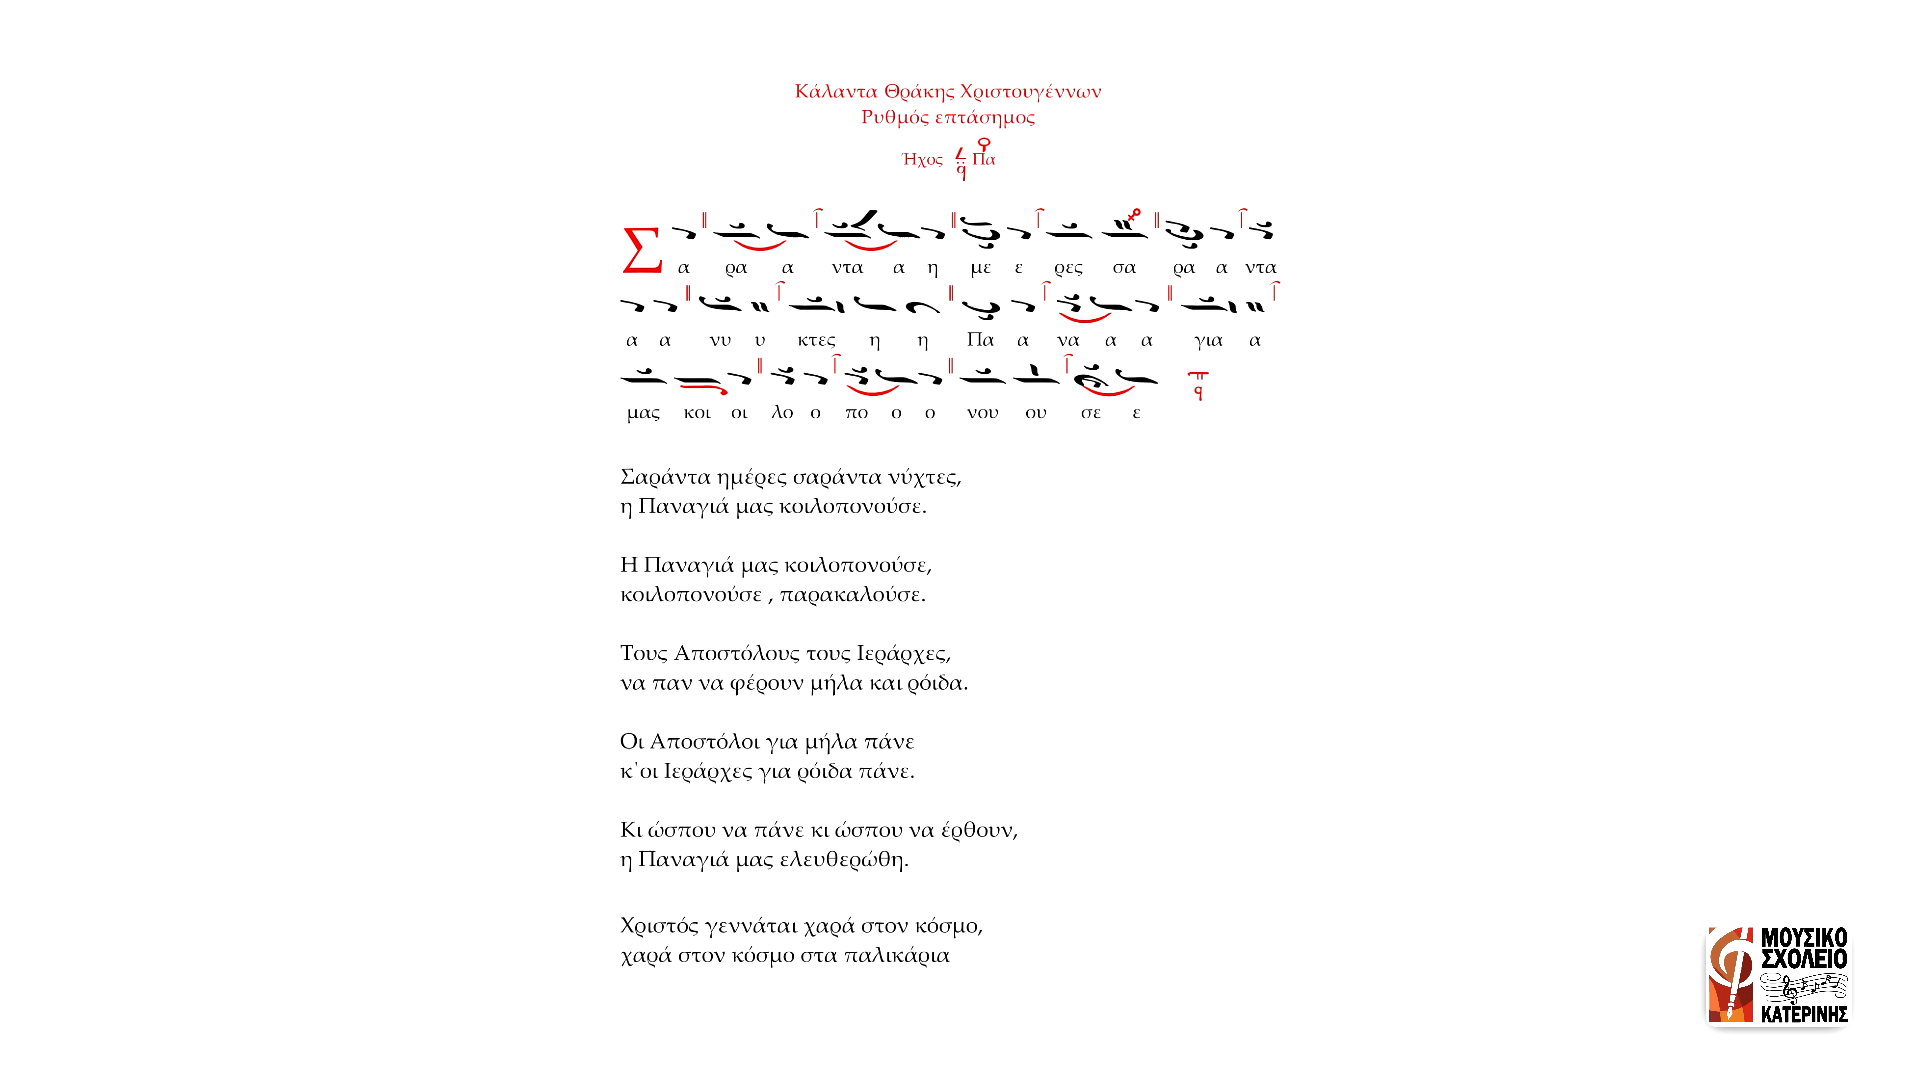 Κάλαντα Θράκης Χριστουγέννων
Ρυθμός επτάσημος
Ήχος Πα
Σ α ρα α ντα α η με ε ρες σα ρα α ντα
α α νυ υ κτες η η Πα α να α α για α
μας κοι οι λο ο πο ο ο νου ου σε ε
Σαράντα ημέρες σαράντα νύχτες,
η Παναγιά μας κοιλοπονούσε.
Η Παναγιά μας κοιλοπονούσε,
κοιλοπονούσε , παρακαλούσε.
Τους Αποστόλους τους Ιεράρχες,
να παν να φέρουν μήλα και ρόιδα.
Οι Αποστόλοι για μήλα πάνε
κ᾽οι Ιεράρχες για ρόιδα πάνε.
Κι ώσπου να πάνε κι ώσπου να έρθουν,
η Παναγιά μας ελευθερώθη.
Χριστός γεννάται χαρά στον κόσμο,
χαρά στον κόσμο στα παλικάρια
ΜΟΥΣΙΚΟ
ΣΧΟΛΕΙΟ
ΚΑΤΕΡΙΝΗΣ